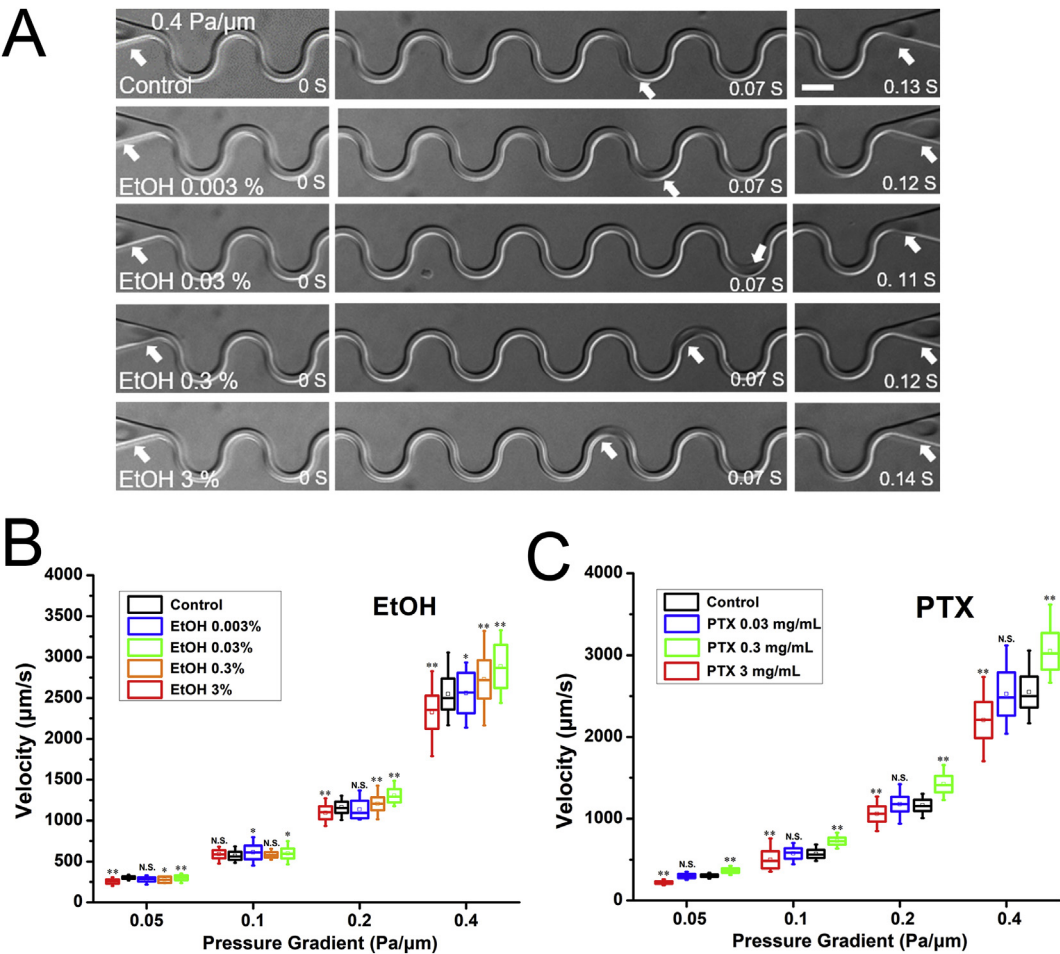 A
0.4 Pa/μm
Control
0 S
0.07 S
0.13 S
EtOH 0.003 %
0 S
0.07 S
0.12 S
EtOH 0.03 %
0 S
0.07 S
0. 11 S
EtOH 0.3 %
0 S
0.07 S
0.12 S
EtOH 3 %
0 S
0.07 S
0.14 S
B
EtOH
Control
EtOH 0.003%
EtOH 0.03%
EtOH 0.3%
EtOH 3%
Velocity (μm/s)
4000
3500
3000
2500
2000
1500
1000
500
0
** N.S. * **
N.S. * N.S. *
** N.S. ** **
** * ** **
0.05 0.1 0.2 0.4
Pressure Gradient (Pa/μm)
C
PTX
Control
PTX 0.03 mg/mL
PTX 0.3 mg/mL
PTX 3 mg/mL
Velocity (μm/s)
4000
3000
2000
1000
0
** N.S. **
** N.S. **
** N.S. **
** N.S. **
0.05 0.1 0.2 0.4
Pressure Gradient (Pa/μm)